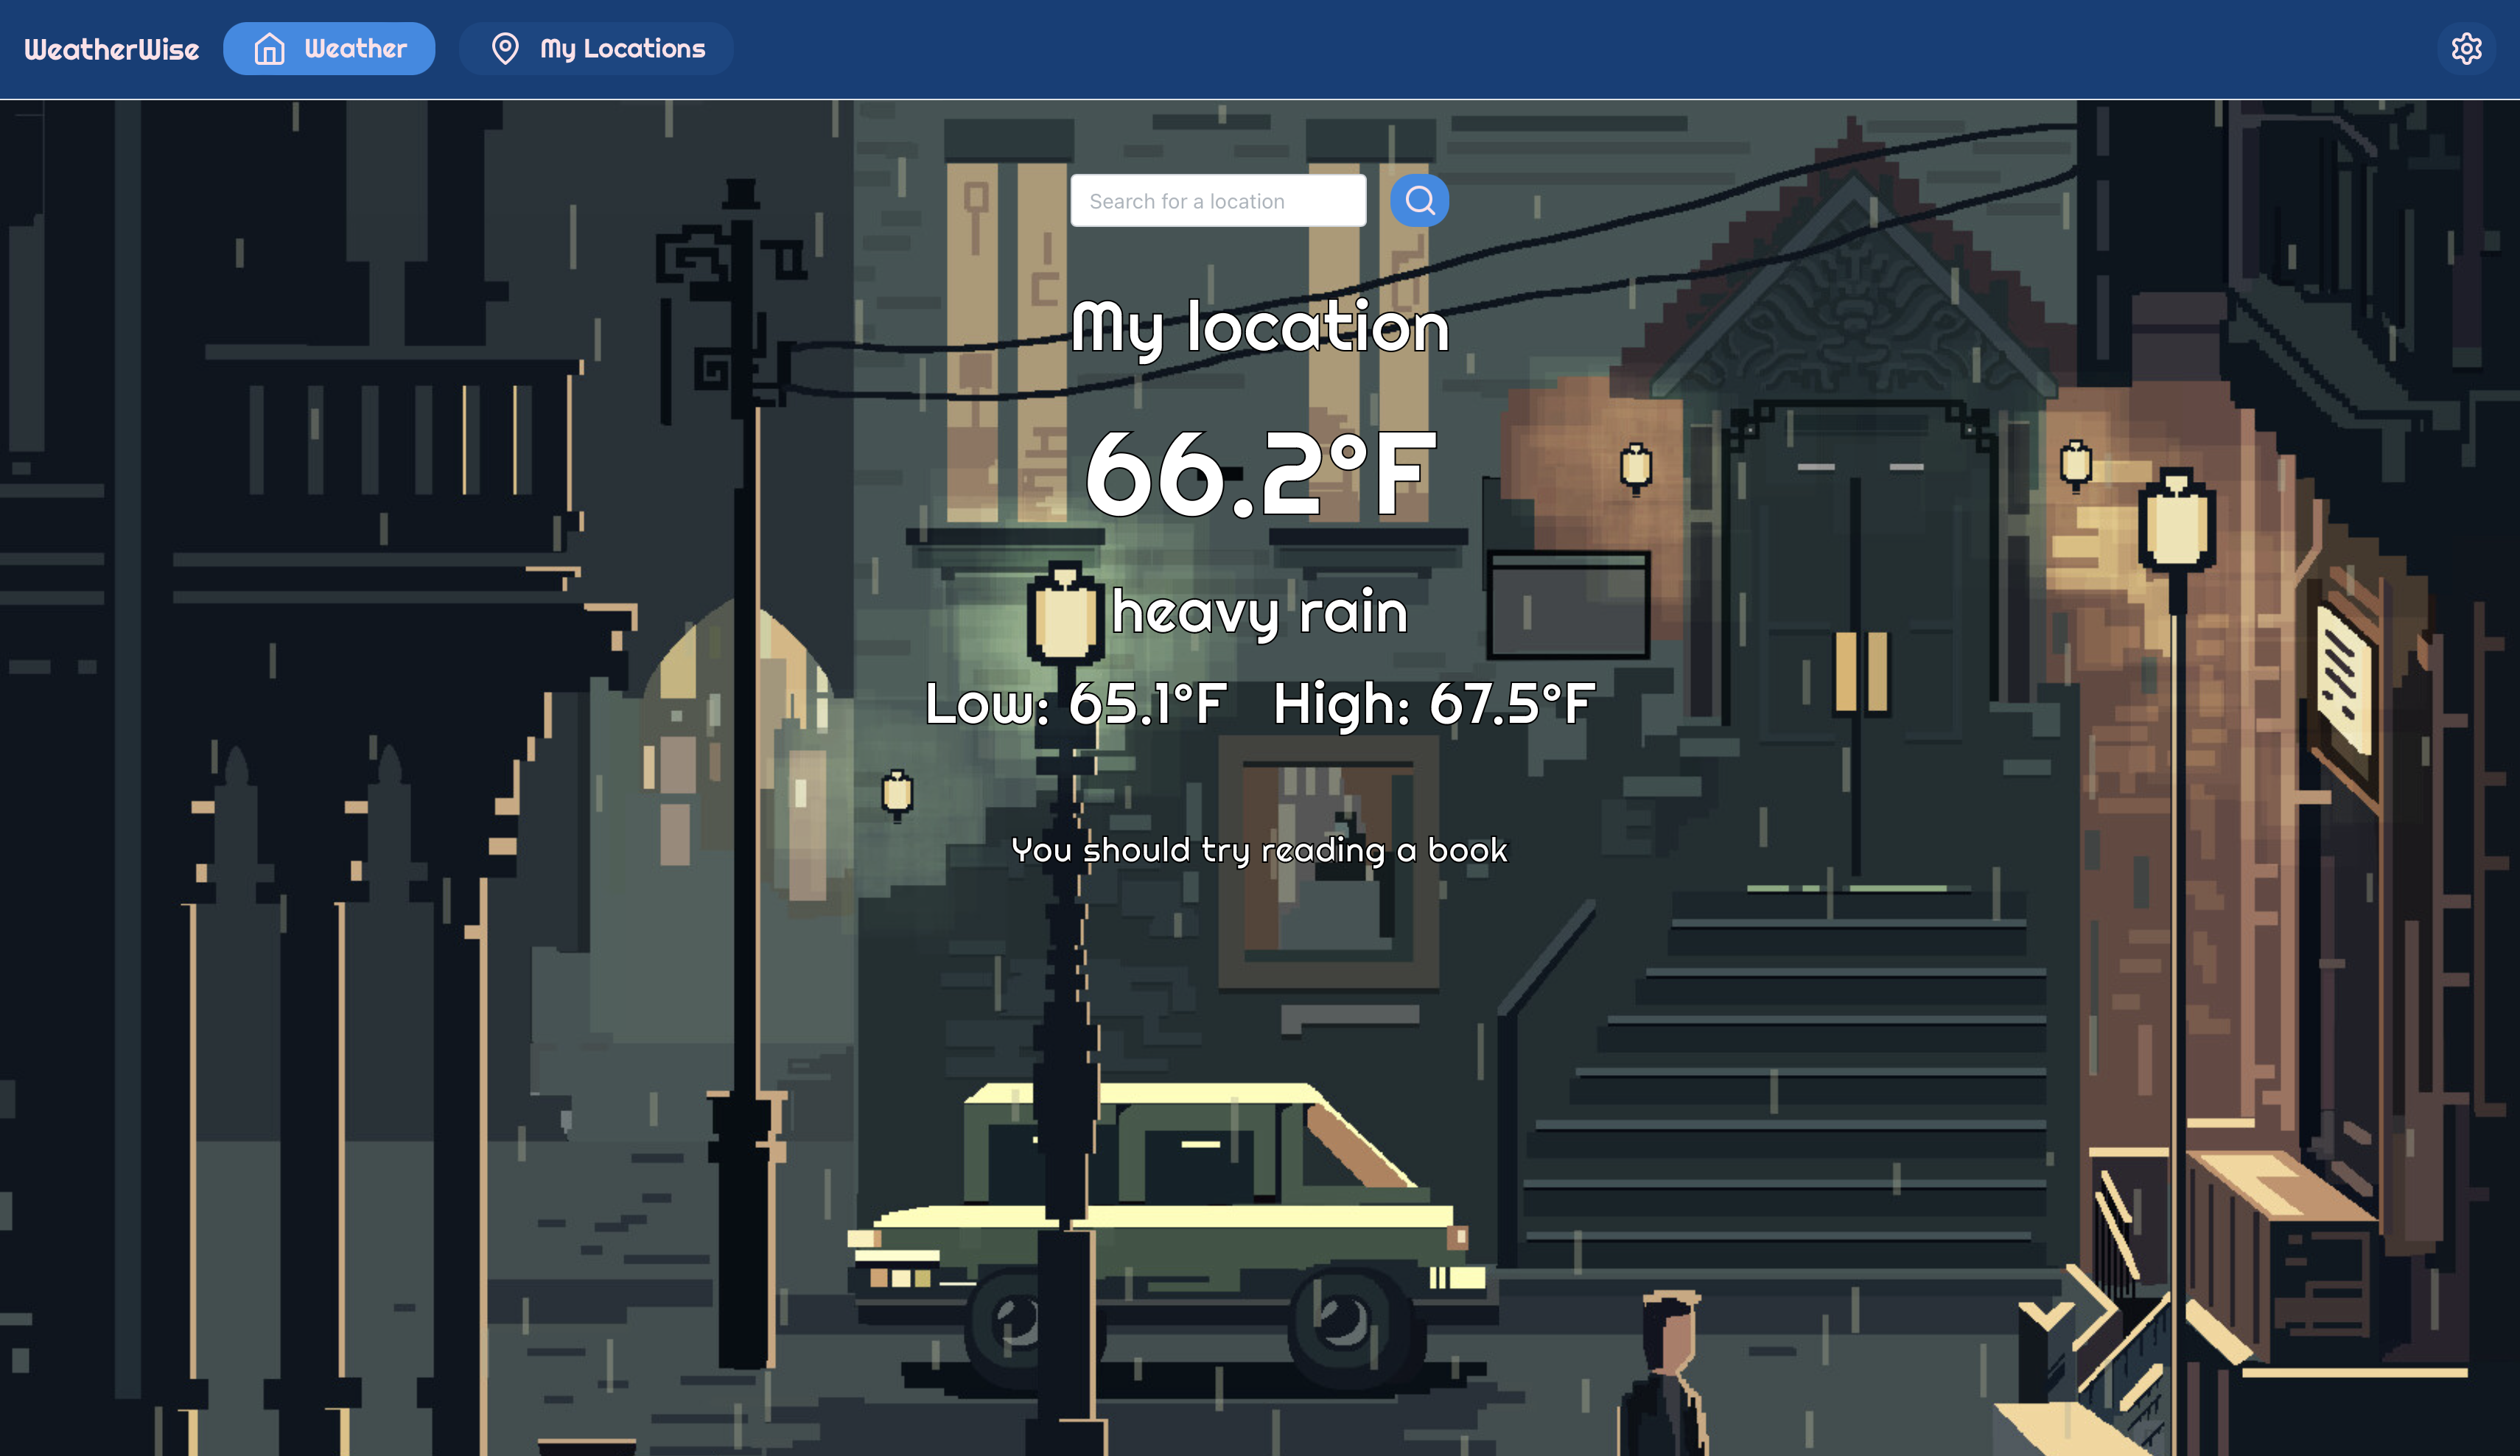 WeatherWise Weather My Locations
Search for a location
My location
66.2°F
heavy rain
Low: 65.1°F High: 67.5°F
You should try reading a book